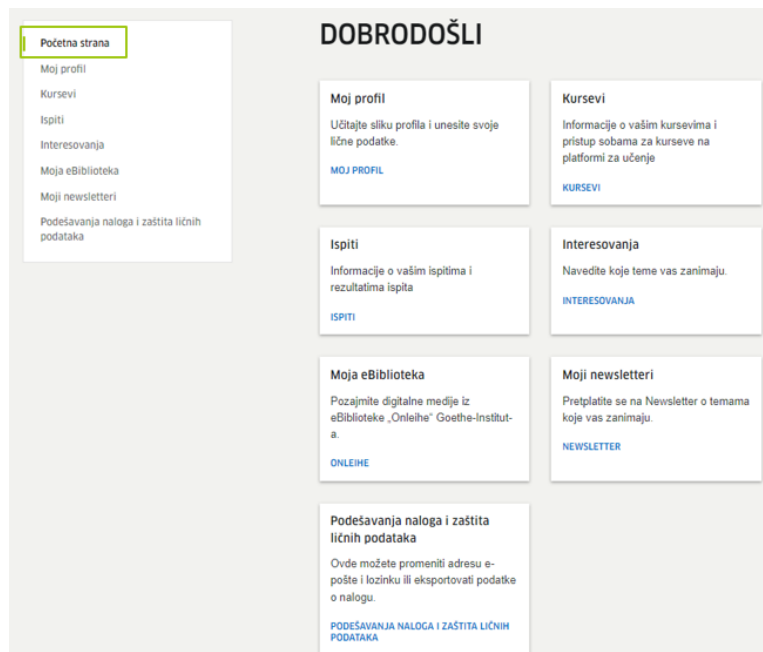 Početna strana
Moj profil
Kursevi
Ispiti
Interesovanja
Moja eBiblioteka
Moji newsletteri
Podešavanja naloga i zaštita ličnih
podataka
DOBRODOŠLI
Moj profil
Učitajte sliku profila i unesite svoje
lične podatke.
MOJ PROFIL
Kursevi
Informacije o vašim kursevima i
pristup sobama za kurseve na
platformi za učenje
KURSEVI
Ispiti
Informacije o vašim ispitima i
rezultatima ispita
ISPITI
Interesovanja
Navedite koje teme vas zanimaju.
INTERESOVANJA
Moja eBiblioteka
Pozajmite digitalne medije iz
eBiblioteke „Onleihe“ Goethe-Institut-
a.
ONLEIHE
Moji newsletteri
Pretplatite se na Newsletter o temama
koje vas zanimaju.
NEWSLETTER
Podešavanja naloga i zaštita
ličnih podataka
Ovde možete promeniti adresu e-
pošte i lozinku ili eksportovati podatke
o nalogu.
PODEŠAVANJA NALOGA I ZAŠTITA LIČNIH
PODATAKA